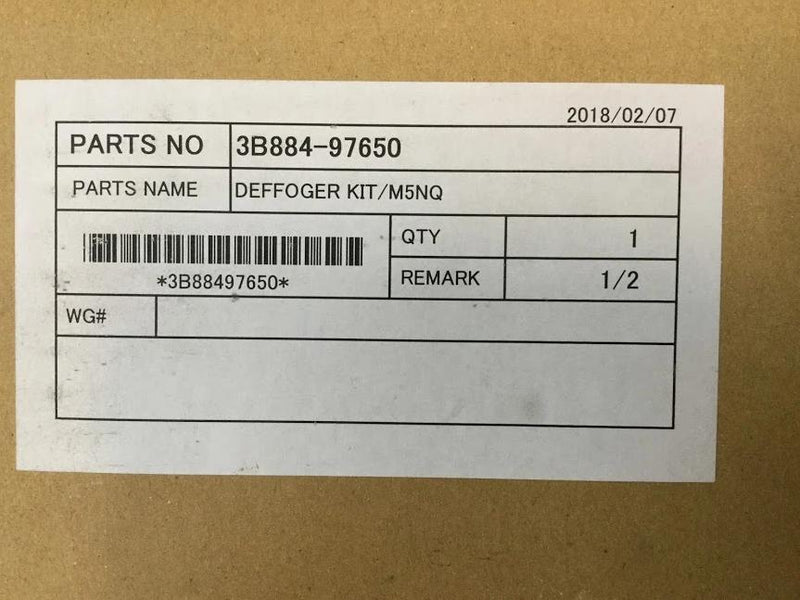 2018/02/07
PARTS NO 3B884-97650
PARTS NAME DEFFOGER KIT/M5NQ
QTY 1
*3B88497650*
REMARK 1/2
WG#